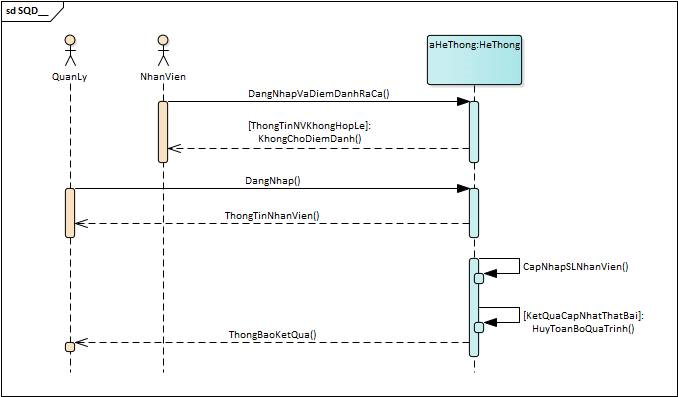 sd SQD__
QuanLy
NhanVien
aHeThong:HeThong
DangNhapVaDiemDanhRaCa()
[ThongTinNVKhongHopLe]:
KhongChoDiemDanh()
DangNhap()
ThongTinNhanVien()
CapNhapSLNhanVien()
[KetQuaCapNhatThatBai]:
HuyToanBoQuaTrinh()
ThongBaoKetQua()